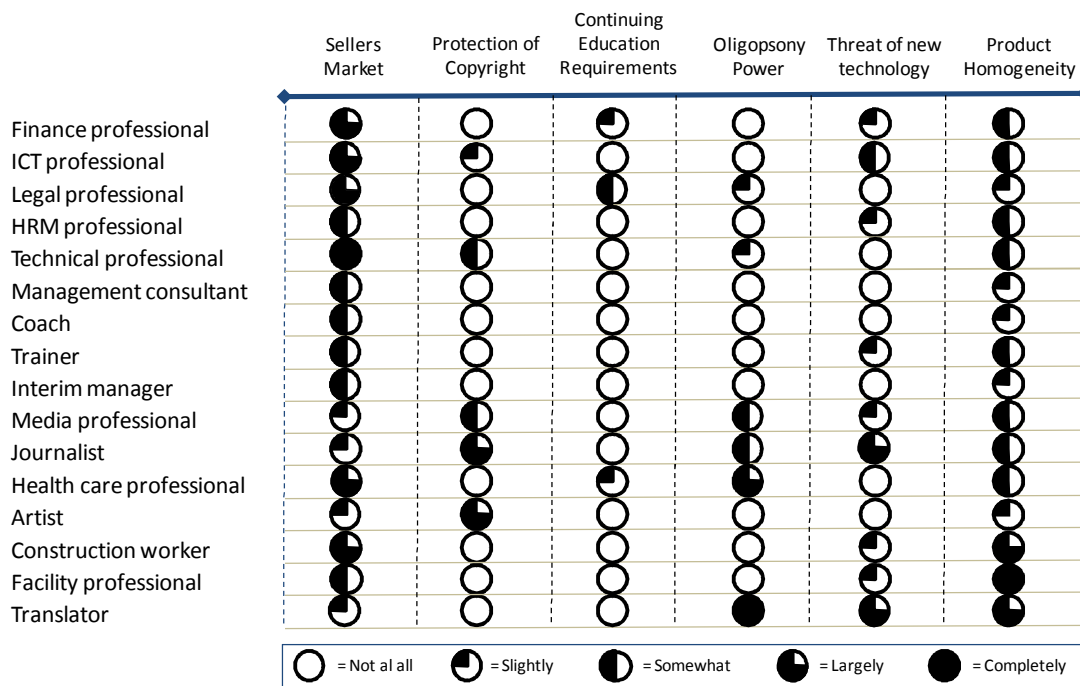 Sellers
Market
Protection of
Copyright
Continuing
Education
Requirements
Oligopsony
Power
Threat of new
technology
Product
Homogeneity
Finance professional
ICT professional
Legal professional
HRM professional
Technical professional
Management consultant
Coach
Trainer
Interim manager
Media professional
Journalist
Health care professional
Artist
Construction worker
Facility professional
Translator
= Not al all
= Slightly
= Somewhat
= Largely
= Completely